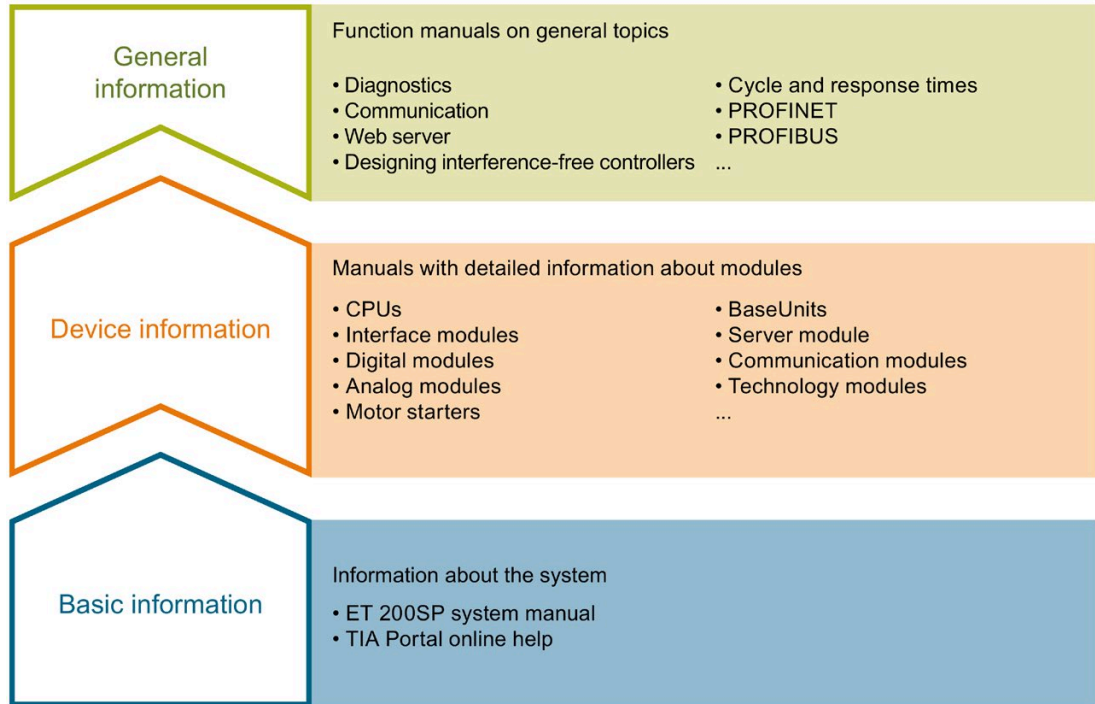 General
information
Function manuals on general topics
• Diagnostics
• Communication
• Web server
• Designing interference-free controllers
• Cycle and response times
• PROFINET
• PROFIBUS
...
Device information
Manuals with detailed information about modules
• CPUs
• Interface modules
• Digital modules
• Analog modules
• Motor starters
• BaseUnits
• Server module
• Communication modules
• Technology modules
...
Basic information
Information about the system
• ET 200SP system manual
• TIA Portal online help